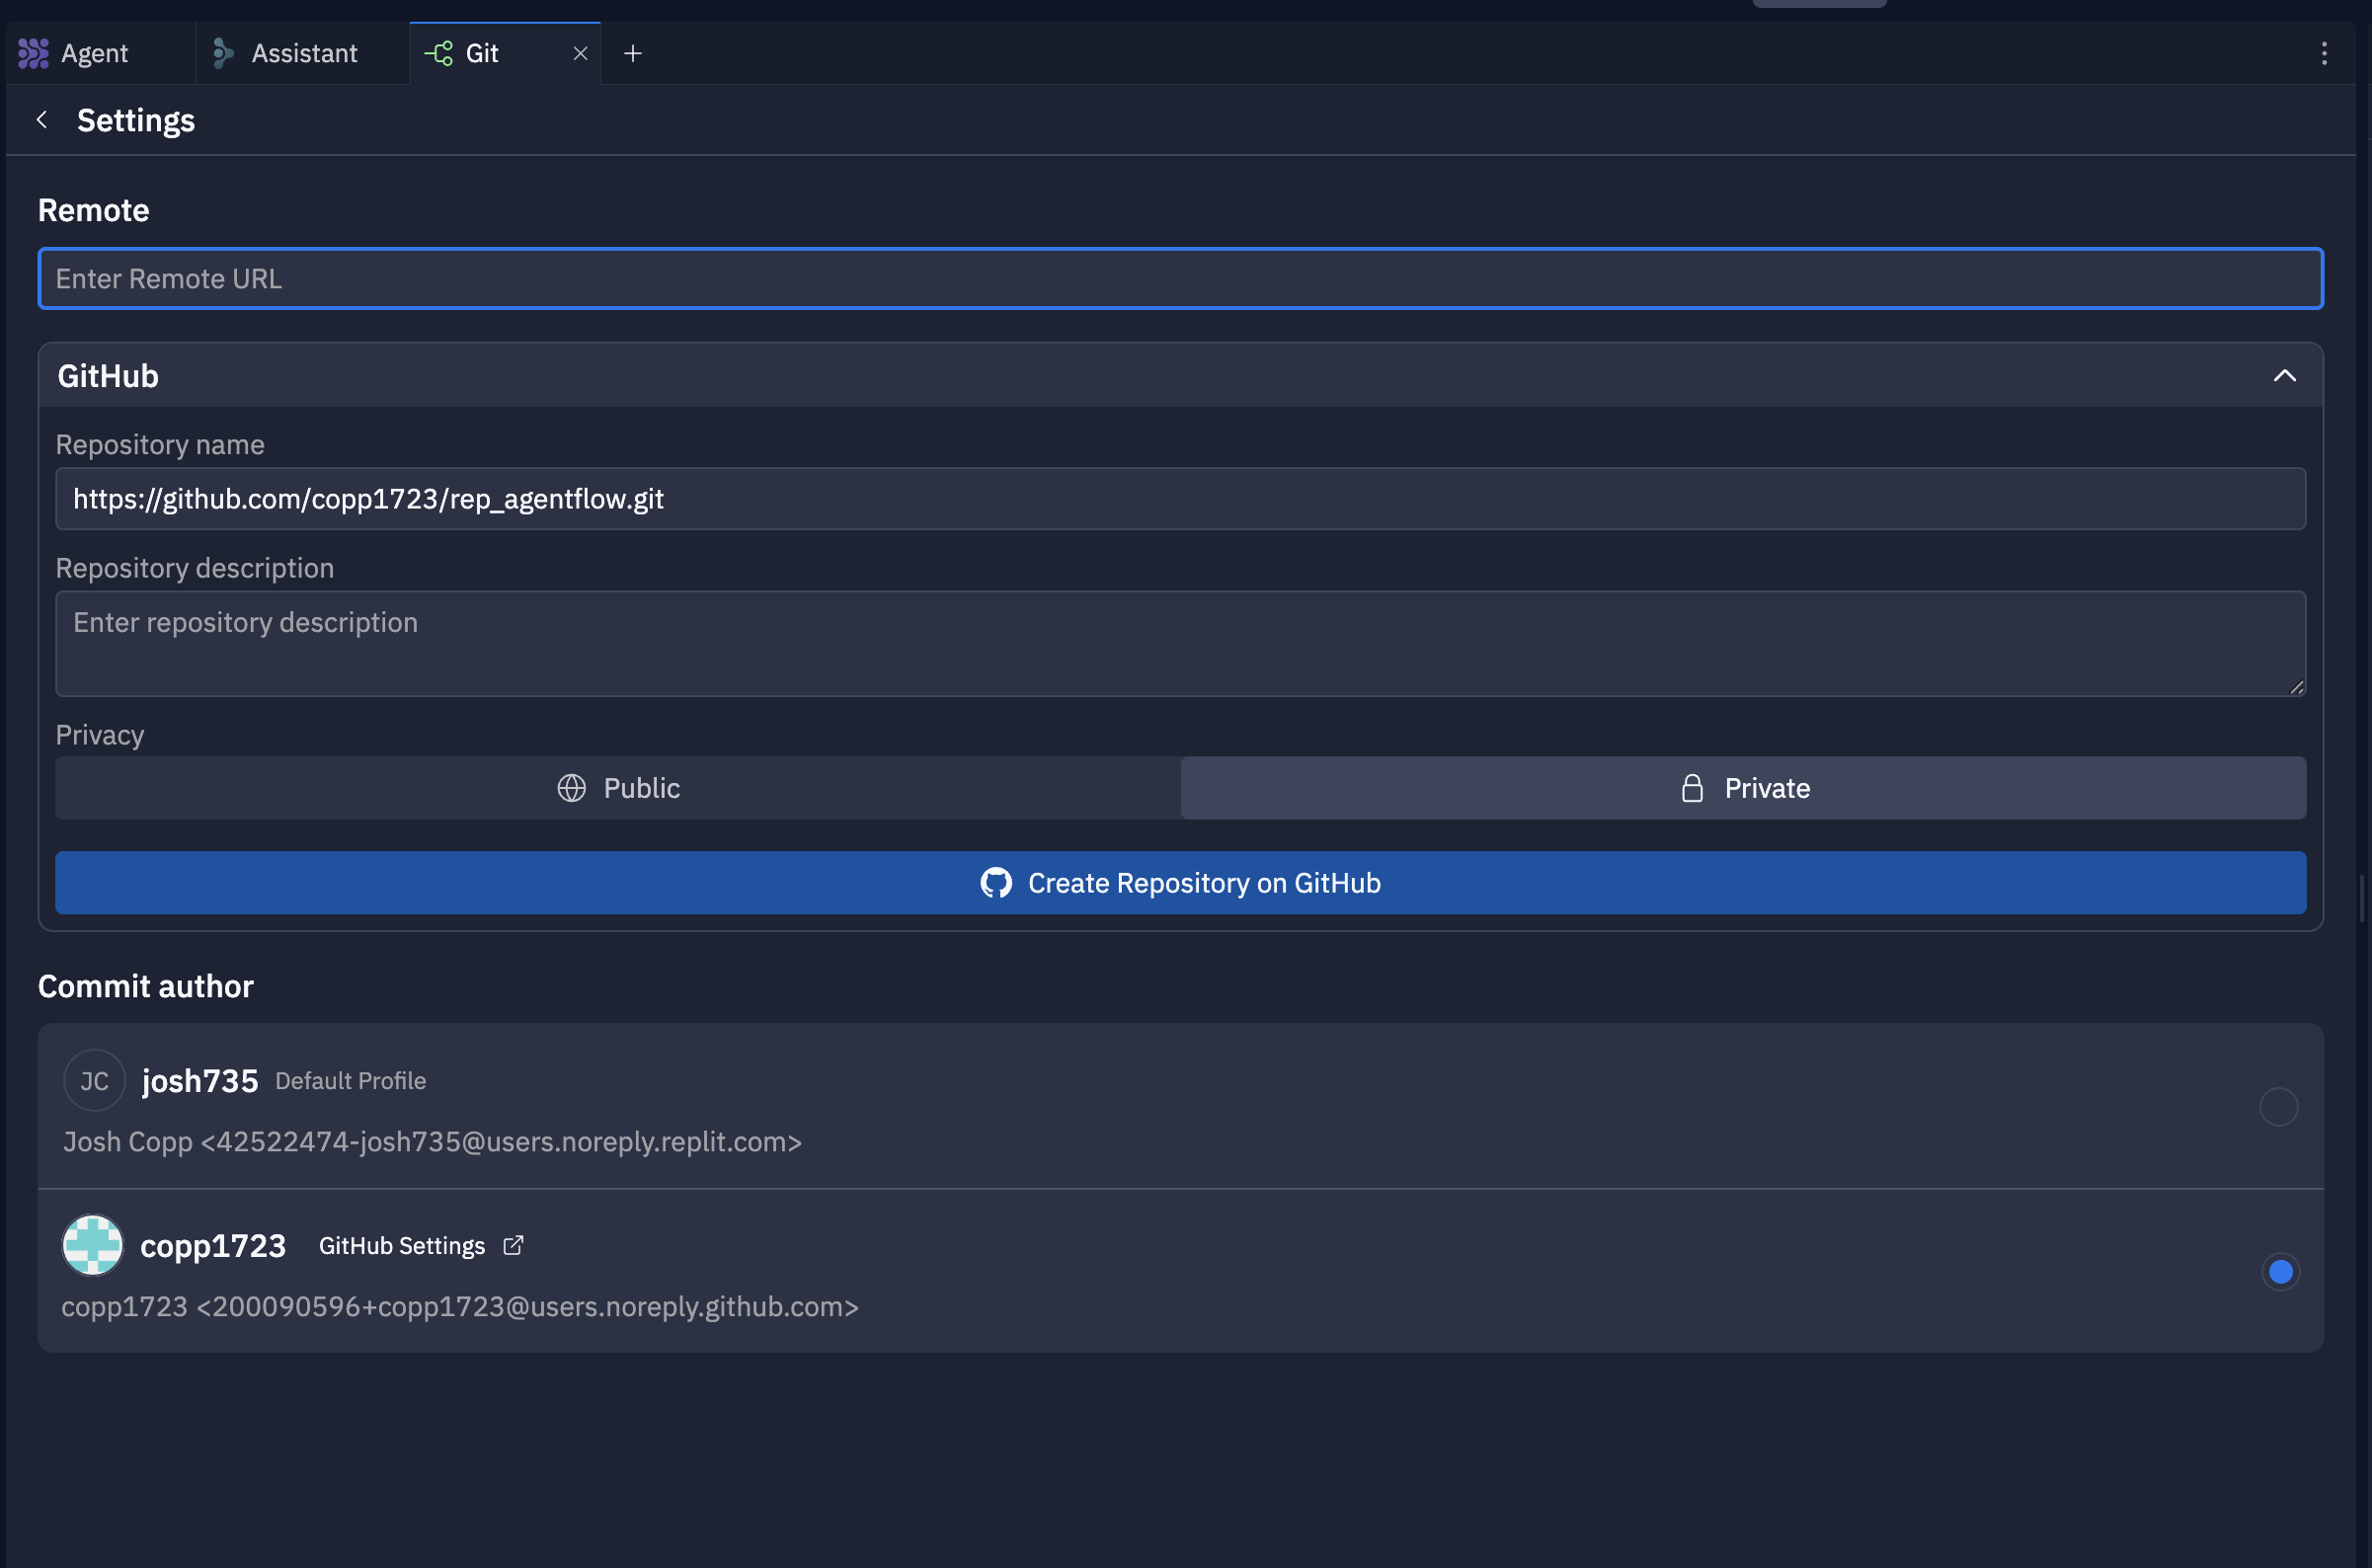 Agent
Assistant
Git
Settings
Remote
Enter Remote URL
GitHub
Repository name
https://github.com/copp1723/rep_agentflow.git
Repository description
Enter repository description
Privacy
Public
Private
Create Repository on GitHub
Commit author
JC josh735 Default Profile
Josh Copp <42522474-josh735@users.noreply.replit.com>
copp1723 GitHub Settings
copp1723 <200090596+copp1723@users.noreply.github.com>